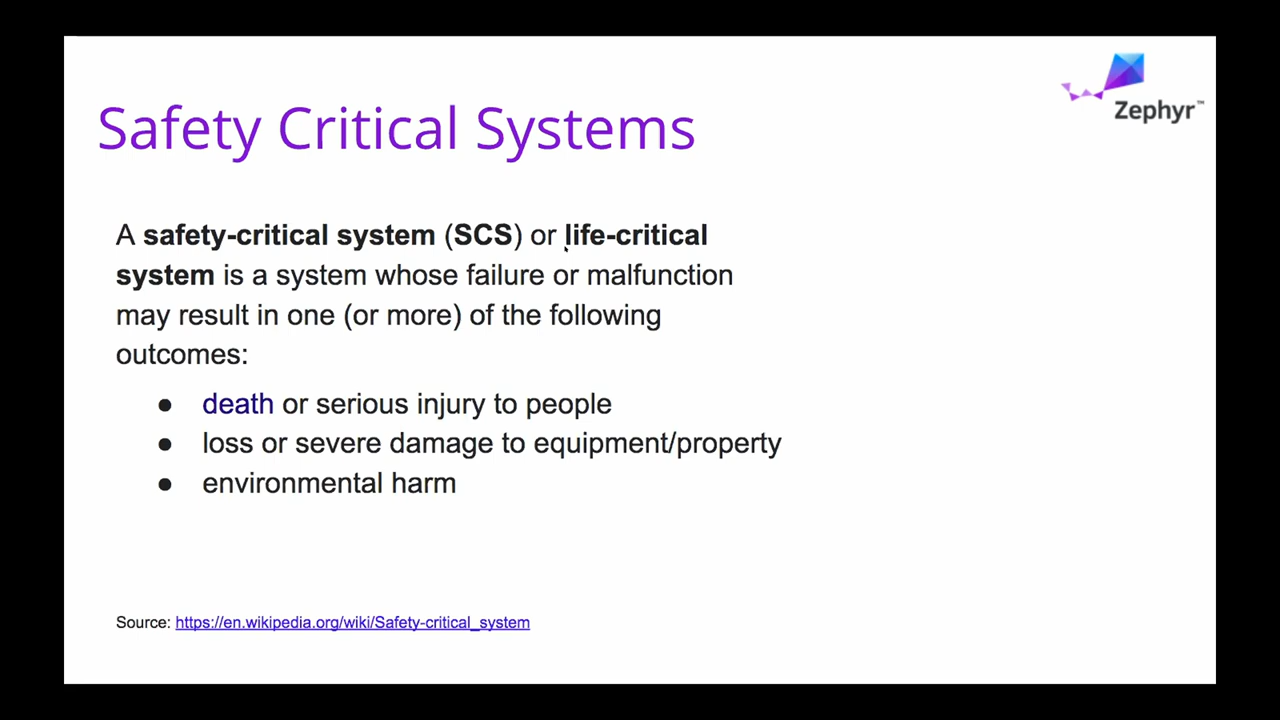 Zephyr™
Safety Critical Systems
A safety-critical system (SCS) or life-critical
system is a system whose failure or malfunction
may result in one (or more) of the following
outcomes:
● death or serious injury to people
● loss or severe damage to equipment/property
● environmental harm
Source: https://en.wikipedia.org/wiki/Safety-critical_system